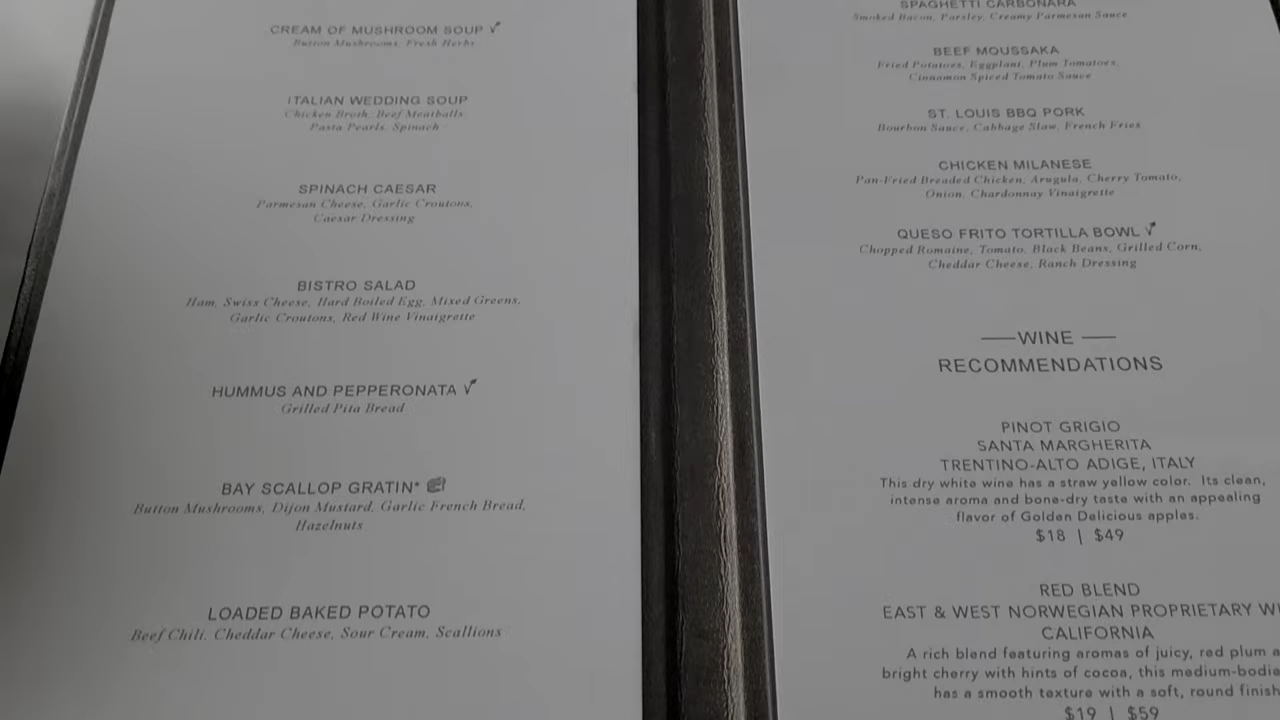 CREAM OF MUSHROOM SOUP
Button Mushrooms, Fresh Herbs
ITALIAN WEDDING SOUP
Chicken Broth, Beef Meatballs
Pasta Pearls, Spinach
SPINACH CAESAR
Parmesan Cheese, Garlic Croutons,
Caesar Dressing
BISTRO SALAD
Ham, Swiss Cheese, Hard Boiled Egg, Mixed Greens,
Garlic Croutons, Red Wine Vinaigrette
HUMMUS AND PEPPERONATA
Grilled Pita Bread
BAY SCALLOP GRATIN*
Button Mushrooms, Dijon Mustard, Garlic French Bread,
Hazelnuts
LOADED BAKED POTATO
Beef Chili, Cheddar Cheese, Sour Cream, Scallions
SPAGHETTI CARBONARA
Smoked Bacon, Parsley, Creamy Parmesan Sauce
BEEF MOUSSAKA
Fried Potatoes, Eggplant, Plum Tomatoes,
Cinnamon Spiced Tomato Sauce
ST. LOUIS BBQ PORK
Bourbon Sauce, Cabbage Slaw, French Fries
CHICKEN MILANESE
Pan-Fried Breaded Chicken, Arugula, Cherry Tomato,
Onion, Chardonnay Vinaigrette
QUESO FRITO TORTILLA BOWL
Chopped Romaine, Tomato, Black Beans, Grilled Corn,
Cheddar Cheese, Ranch Dressing
WINE
RECOMMENDATIONS
PINOT GRIGIO
SANTA MARGHERITA
TRENTINO-ALTO ADIGE, ITALY
This dry white wine has a straw yellow color. Its clean,
intense aroma and bone-dry taste with an appealing
flavor of Golden Delicious apples.
$18 | $49
RED BLEND
EAST & WEST NORWEGIAN PROPRIETARY
CALIFORNIA
A rich blend featuring aromas of juicy, red plum
bright cherry with hints of cocoa, this
has a smooth texture with a soft, round finish
$19 | $59